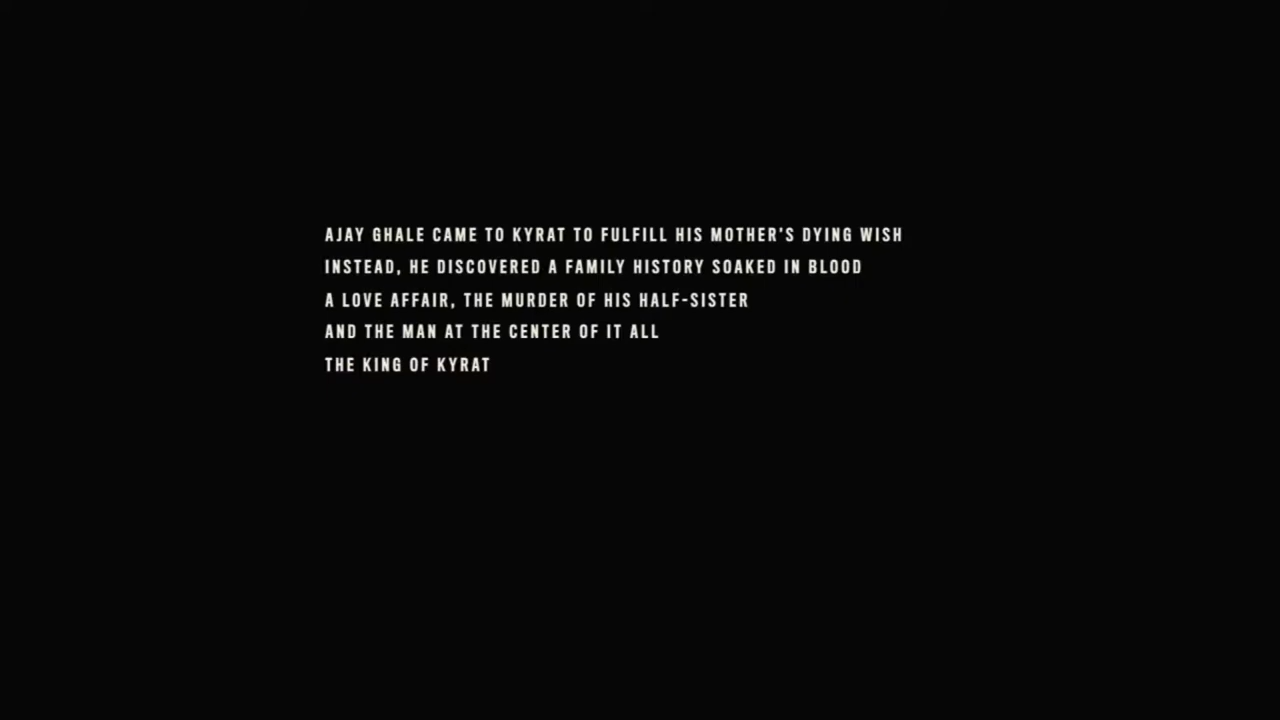 AJAY GHALE CAME TO KYRAT TO FULFILL HIS MOTHER'S DYING WISH
INSTEAD, HE DISCOVERED A FAMILY HISTORY SOAKED IN BLOOD
A LOVE AFFAIR, THE MURDER OF HIS HALF-SISTER
AND THE MAN AT THE CENTER OF IT ALL
THE KING OF KYRAT